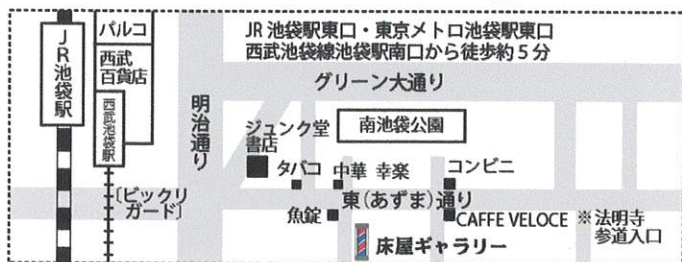 JR池袋駅東口・東京メトロ池袋駅東口
西武池袋線池袋駅南口から徒歩約5分
JR池袋駅
パルコ
西武
百貨店
西武池袋駅
明治通り
グリーン大通り
ジュンク堂
書店
南池袋公園
タバコ
中華 幸楽
コンビニ
〔ビックリ
ガード〕
東(あずま)通り
魚錠
CAFFE VELOCE
※法明寺
参道入口
床屋ギャラリー